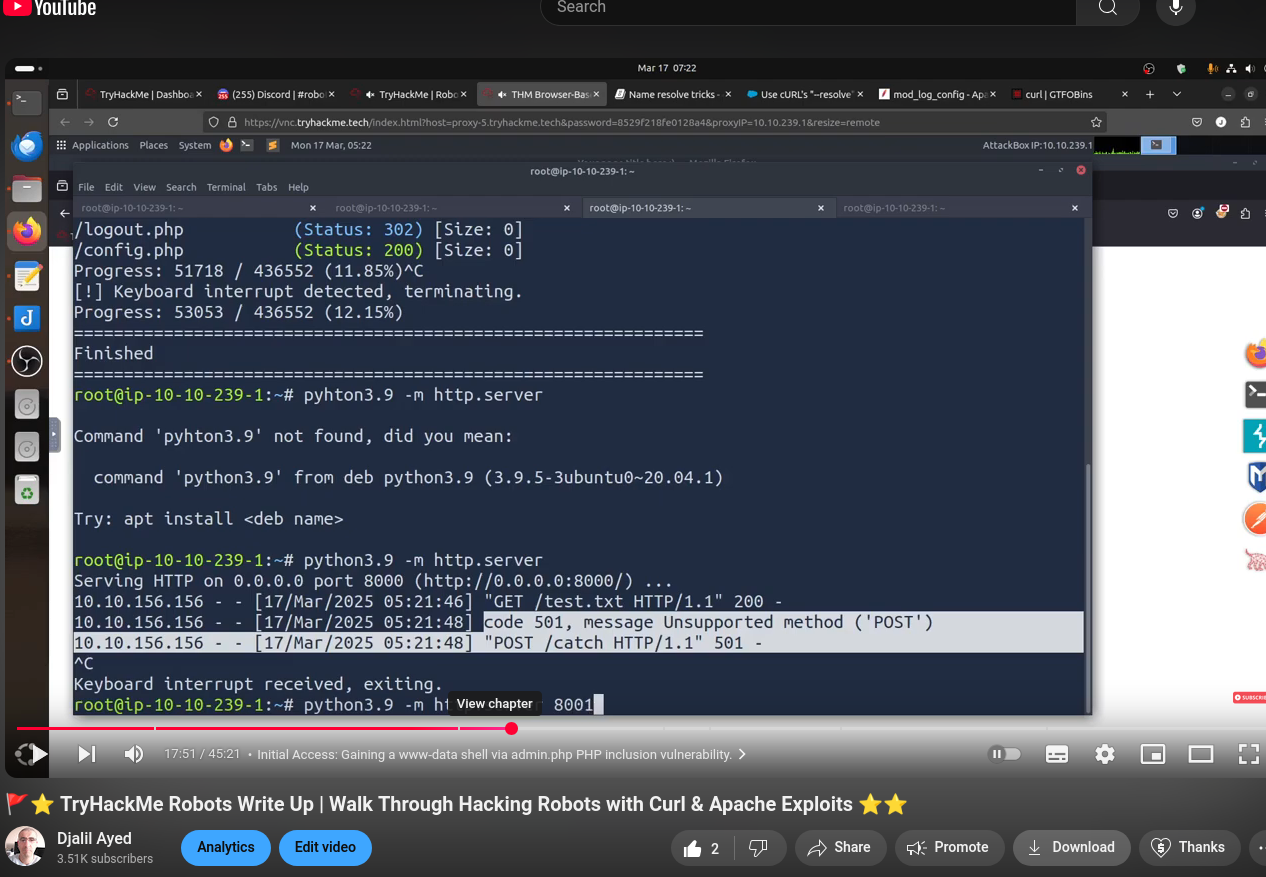 YouTube
Search
Mar 17 07:22
TryHackMe | Dashboa
(255) Discord | #robo
TryHackMe | Robo
THM Browser-Base
Name resolve tricks -
Use cURL's "--resolve"
mod_log_config - Apa
curl | GTFOBins
https://vnc.tryhackme.tech/index.html?host=proxy-5.tryhackme.tech&password=8529f218fe0128a4&proxyIP=10.10.239.1&resize=remote
Applications Places System Mon 17 Mar, 05:22 AttackBox IP:10.10.239.1
root@ip-10-10-239-1: ~
File Edit View Search Terminal Tabs Help
root@ip-10-10-239-1: ~ root@ip-10-10-239-1: ~ root@ip-10-10-239-1: ~ root@ip-10-10-239-1: ~
/logout.php (Status: 302) [Size: 0]
/config.php (Status: 200) [Size: 0]
Progress: 51718 / 436552 (11.85%)^C
[!] Keyboard interrupt detected, terminating.
Progress: 53053 / 436552 (12.15%)
===============================================================
Finished
===============================================================
root@ip-10-10-239-1:~# pyhton3.9 -m http.server
Command 'pyhton3.9' not found, did you mean:
command 'python3.9' from deb python3.9 (3.9.5-3ubuntu0~20.04.1)
Try: apt install <deb name>
root@ip-10-10-239-1:~# python3.9 -m http.server
Serving HTTP on 0.0.0.0 port 8000 (http://0.0.0.0:8000/) ...
10.10.156.156 - - [17/Mar/2025 05:21:46] "GET /test.txt HTTP/1.1" 200 -
10.10.156.156 - - [17/Mar/2025 05:21:48] code 501, message Unsupported method ('POST')
10.10.156.156 - - [17/Mar/2025 05:21:48] "POST /catch HTTP/1.1" 501 -
^C
Keyboard interrupt received, exiting.
root@ip-10-10-239-1:~# python3.9 -m 8001
View chapter
17:51 / 45:21 • Initial Access: Gaining a www-data shell via admin.php PHP inclusion vulnerability.
🚩⭐ TryHackMe Robots Write Up | Walk Through Hacking Robots with Curl & Apache Exploits ⭐⭐
Djalil Ayed
3.51K subscribers
Analytics
Edit video
2
Share
Promote
Download
Thanks